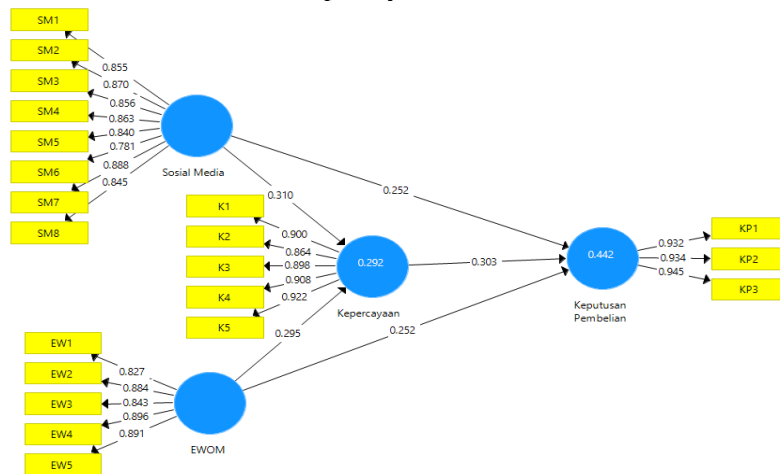 SM1
SM2
SM3
SM4
SM5
SM6
SM7
SM8
0.855
0.870
0.856
0.863
0.840
0.781
0.888
0.845
Sosial Media
0.310
0.252
K1
K2
K3
K4
K5
0.900
0.864
0.898
0.908
0.922
0.292
Kepercayaan
0.303
0.295
0.252
0.442
Keputusan
Pembelian
0.932
0.934
0.945
KP1
KP2
KP3
EW1
EW2
EW3
EW4
EW5
0.827
0.884
0.843
0.896
0.891
EWOM